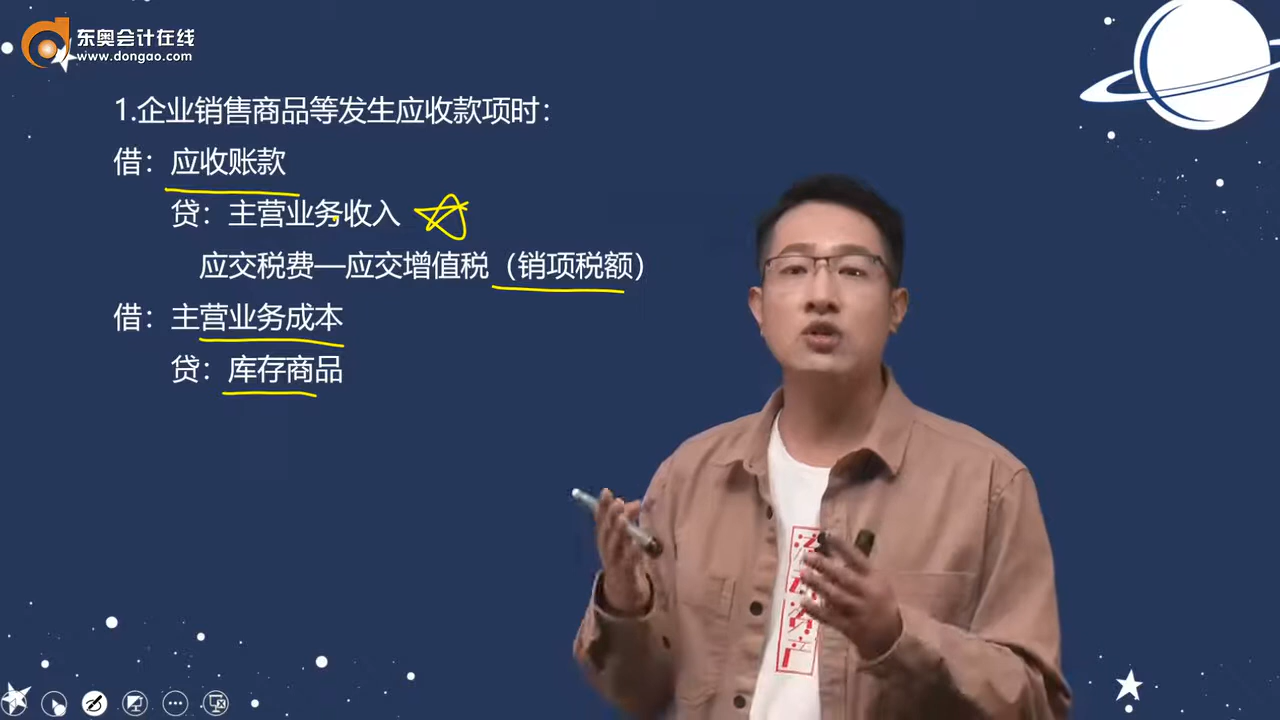 东奥会计在线
www.dongao.com
1.企业销售商品等发生应收款项时：
借：应收账款
贷：主营业务收入
应交税费—应交增值税（销项税额）
借：主营业务成本
贷：库存商品